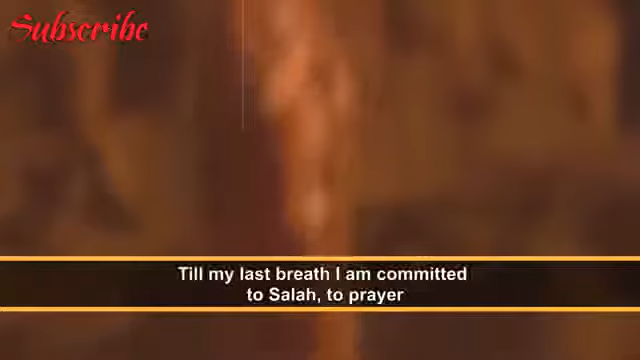 Subscribe
Till my last breath I am committed
to Salah, to prayer